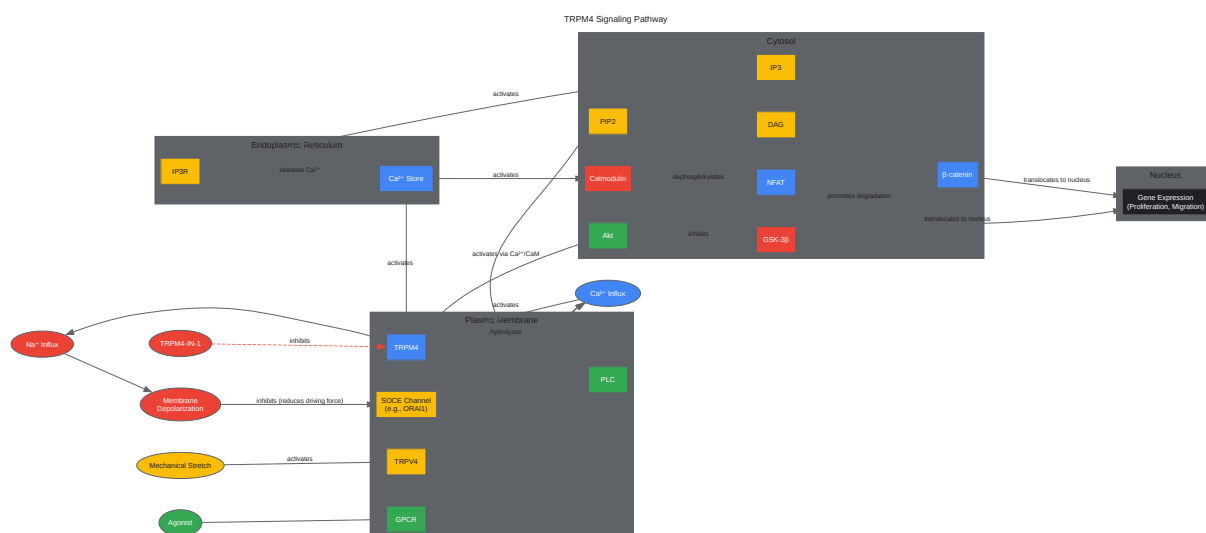 TRPM4 Signaling Pathway
Cytosol
IP3
activates
PIP2
DAG
Endoplasmic Reticulum
IP3R
releases Ca²⁺
Ca²⁺ Store
activates
Calmodulin
dephosphorylates
NFAT
β-catenin
promotes degradation
translocates to nucleus
Nucleus
Gene Expression
(Proliferation, Migration)
translocates to nucleus
Akt
inhibits
GSK-3β
activates via Ca²⁺/CaM
activates
Ca²⁺ Influx
activates
Plasma Membrane
hydrolysis
Na⁺ Influx
TRPM4-IN-1
inhibits
TRPM4
PLC
Membrane
Depolarization
inhibits (reduces driving force)
SOCE Channel
(e.g., ORAI1)
Mechanical Stretch
activates
TRPV4
Agonist
GPCR